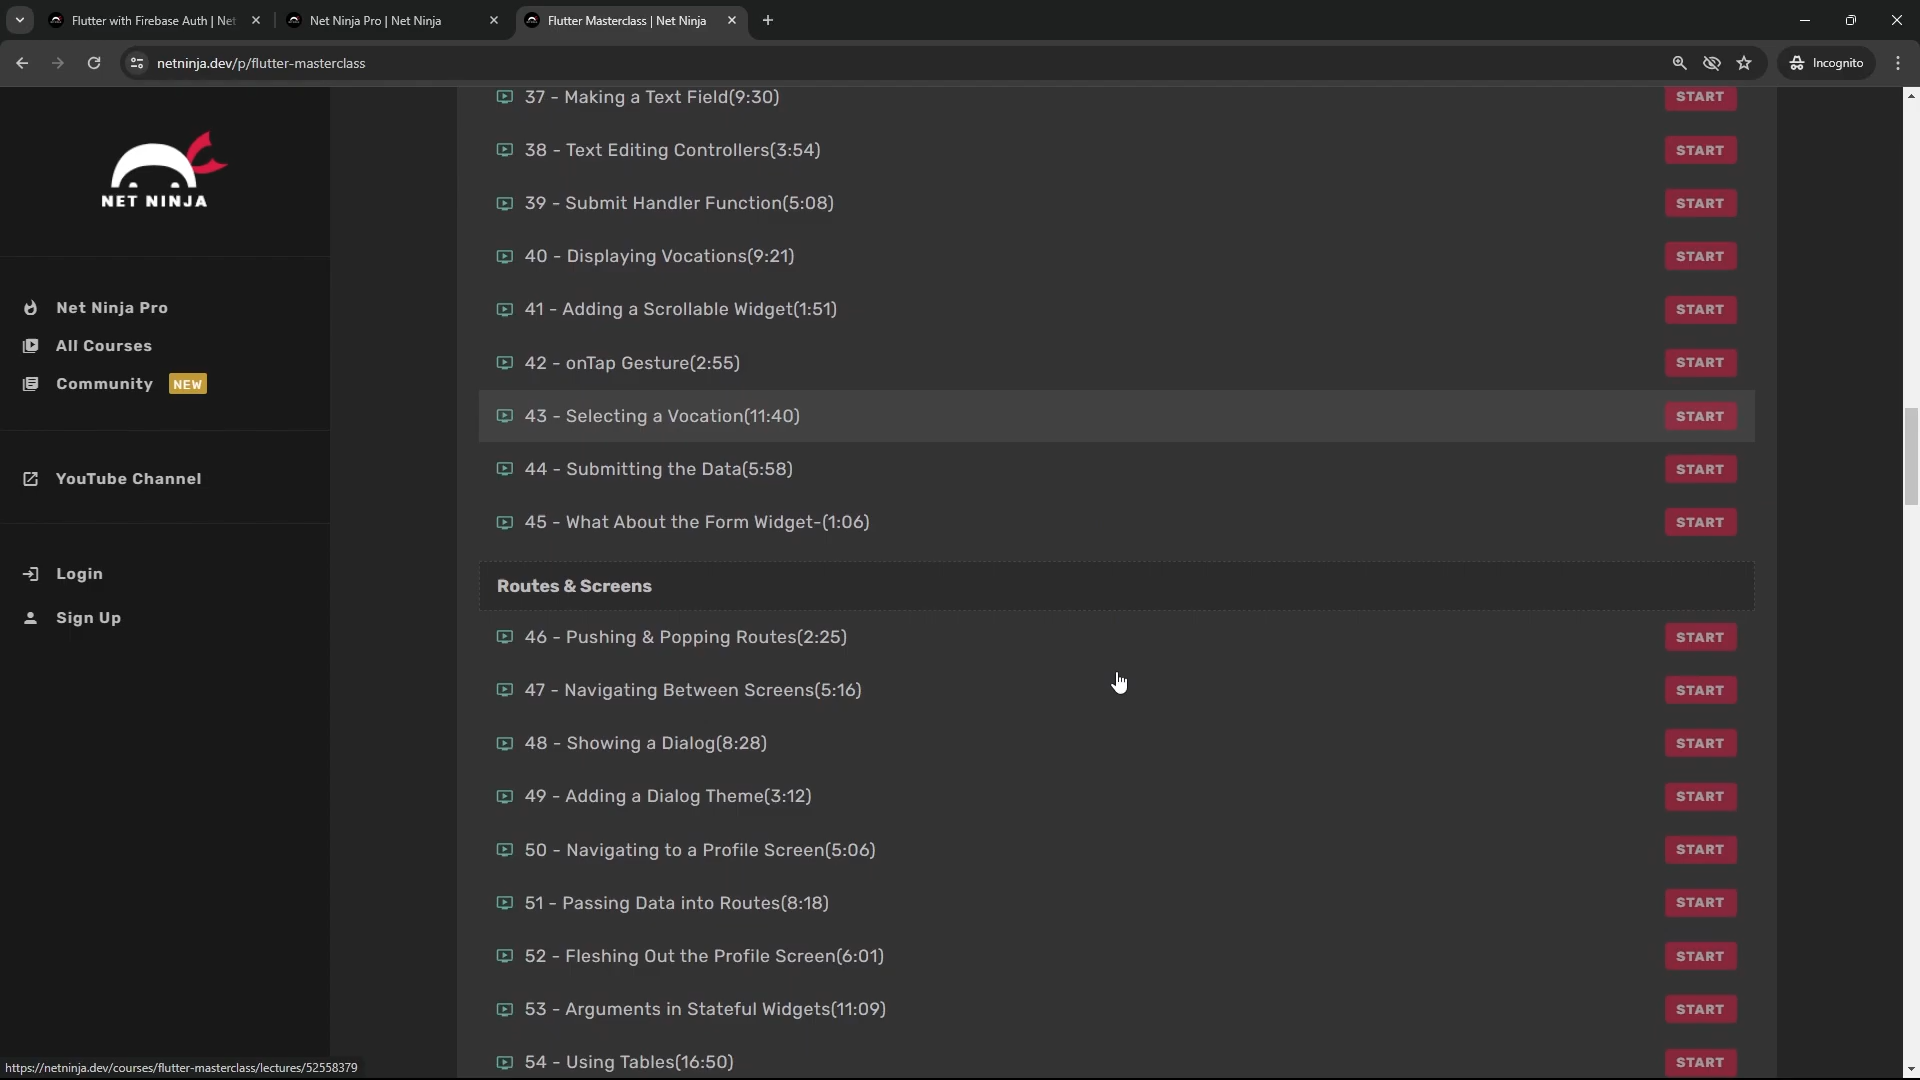 Flutter with Firebase Auth | Net
Net Ninja Pro | Net Ninja
Flutter Masterclass | Net Ninja
netninja.dev/p/flutter-masterclass
Incognito
NET NINJA
Net Ninja Pro
All Courses
Community NEW
YouTube Channel
Login
Sign Up
37 - Making a Text Field(9:30) START
38 - Text Editing Controllers(3:54) START
39 - Submit Handler Function(5:08) START
40 - Displaying Vocations(9:21) START
41 - Adding a Scrollable Widget(1:51) START
42 - onTap Gesture(2:55) START
43 - Selecting a Vocation(11:40) START
44 - Submitting the Data(5:58) START
45 - What About the Form Widget-(1:06) START
Routes & Screens
46 - Pushing & Popping Routes(2:25) START
47 - Navigating Between Screens(5:16) START
48 - Showing a Dialog(8:28) START
49 - Adding a Dialog Theme(3:12) START
50 - Navigating to a Profile Screen(5:06) START
51 - Passing Data into Routes(8:18) START
52 - Fleshing Out the Profile Screen(6:01) START
53 - Arguments in Stateful Widgets(11:09) START
54 - Using Tables(16:50) START
https://netninja.dev/courses/flutter-masterclass/lectures/52558379